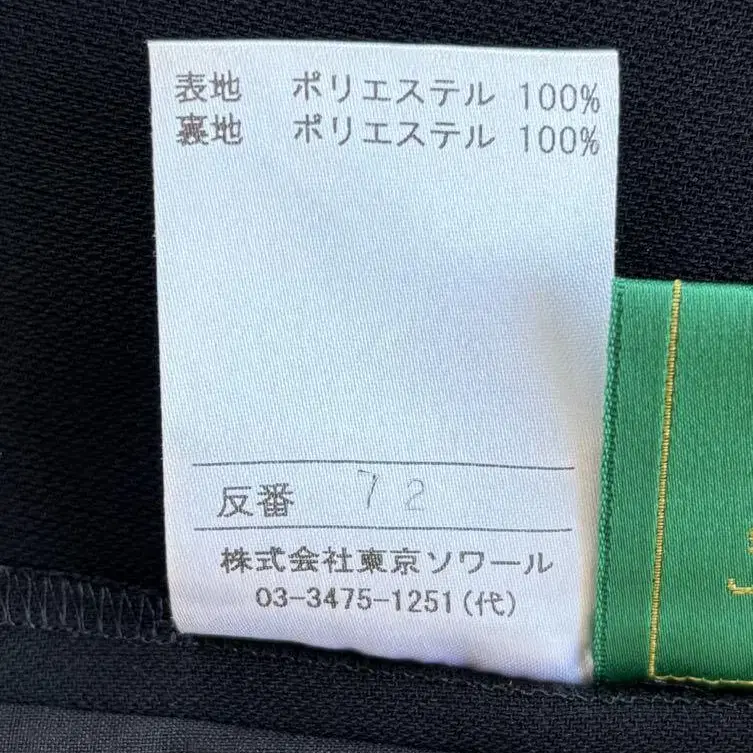 表地 ポリエステル 100%
裏地 ポリエステル 100%
反番 72
株式会社東京ソワール
03-3475-1251(代)